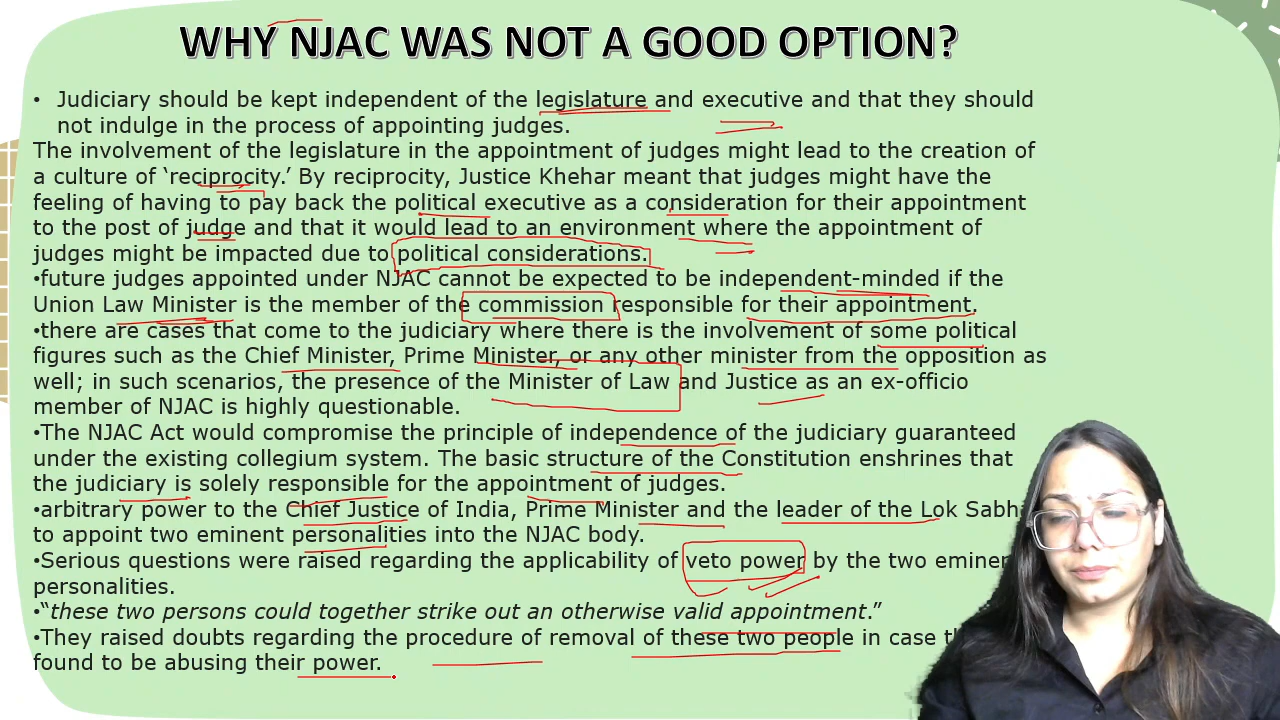 WHY NJAC WAS NOT A GOOD OPTION?
• Judiciary should be kept independent of the legislature and executive and that they should
not indulge in the process of appointing judges.
The involvement of the legislature in the appointment of judges might lead to the creation of
a culture of ‘reciprocity.’ By reciprocity, Justice Khehar meant that judges might have the
feeling of having to pay back the political executive as a consideration for their appointment
to the post of judge and that it would lead to an environment where the appointment of
judges might be impacted due to political considerations.
•future judges appointed under NJAC cannot be expected to be independent-minded if the
Union Law Minister is the member of the commission responsible for their appointment.
•there are cases that come to the judiciary where there is the involvement of some political
figures such as the Chief Minister, Prime Minister, or any other minister from the opposition as
well; in such scenarios, the presence of the Minister of Law and Justice as an ex-officio
member of NJAC is highly questionable.
•The NJAC Act would compromise the principle of independence of the judiciary guaranteed
under the existing collegium system. The basic structure of the Constitution enshrines that
the judiciary is solely responsible for the appointment of judges.
•arbitrary power to the Chief Justice of India, Prime Minister and the leader of the Lok Sabh
to appoint two eminent personalities into the NJAC body.
•Serious questions were raised regarding the applicability of veto power by the two eminen
personalities.
•“these two persons could together strike out an otherwise valid appointment.”
•They raised doubts regarding the procedure of removal of these two people in case
found to be abusing their power.